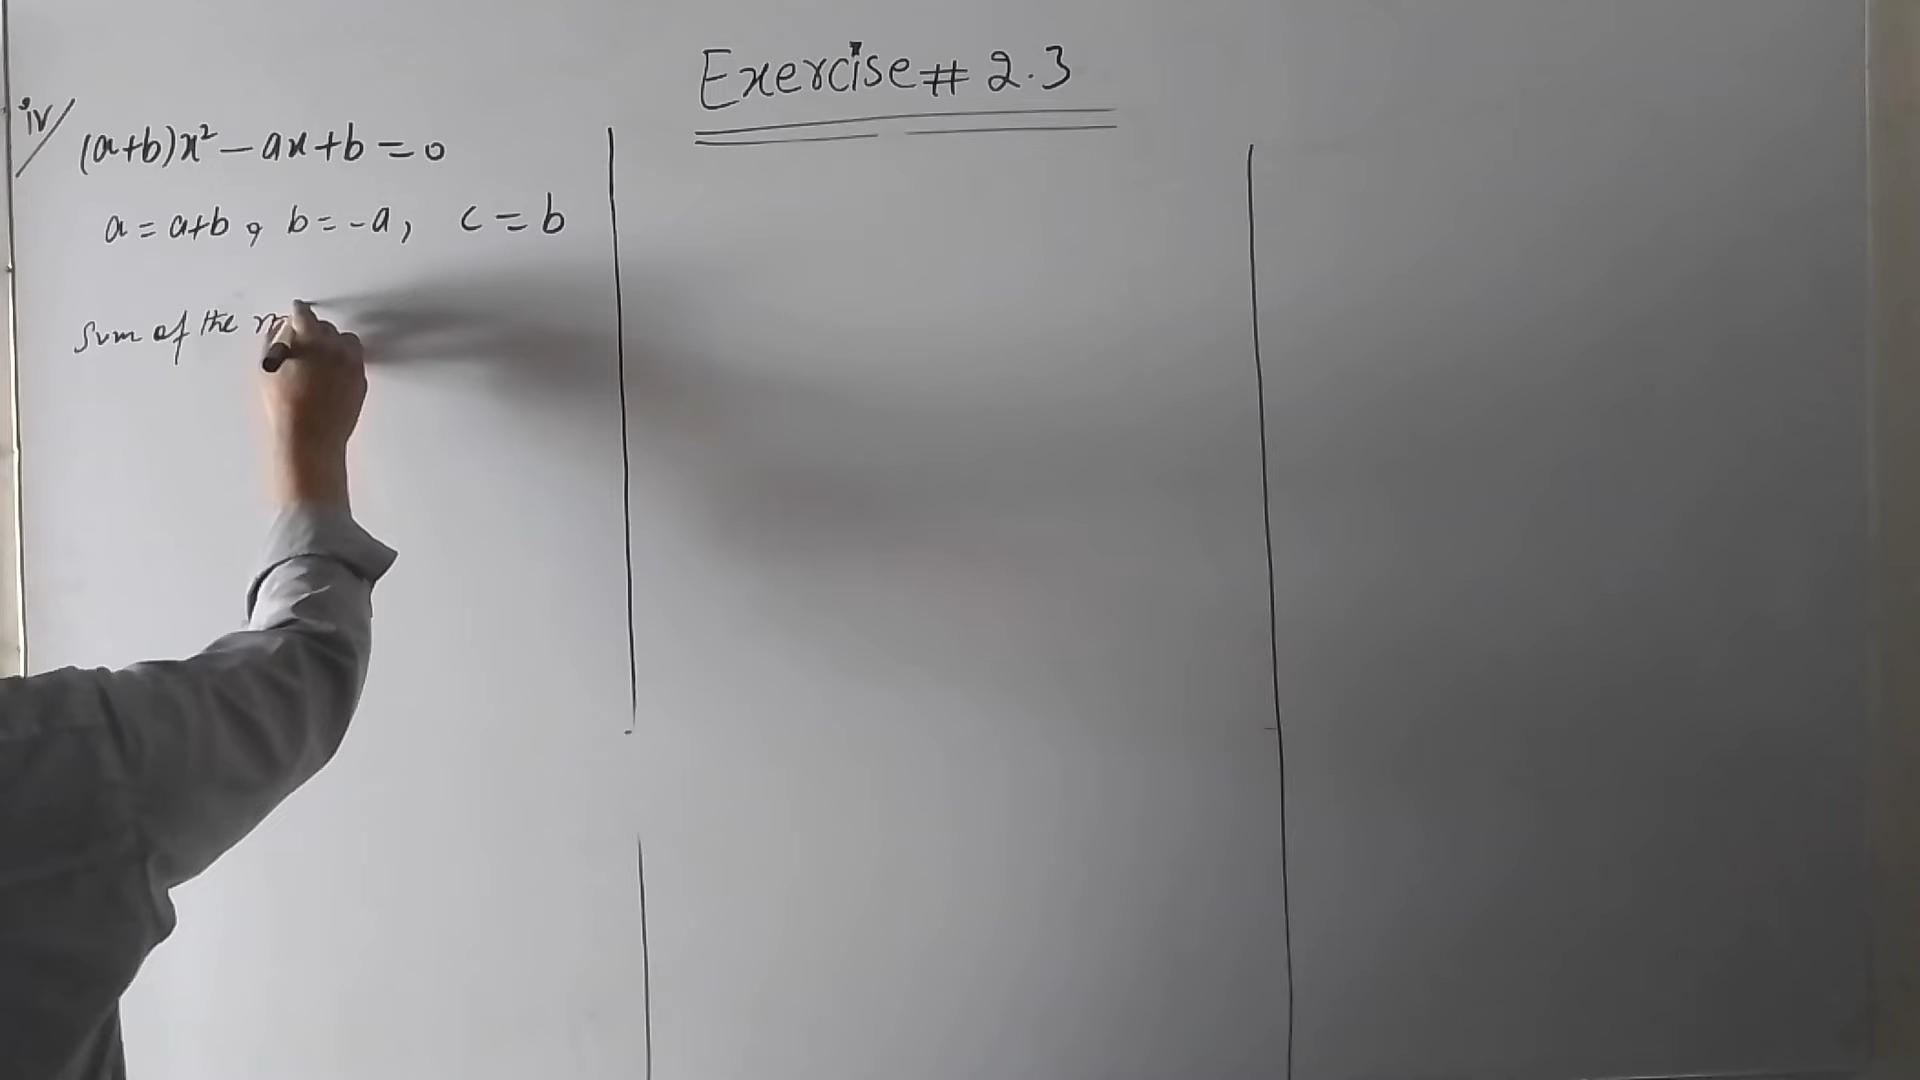 Exercise # 2.3
iv/ (a+b)x² - ax + b = 0
a = a+b, b = -a, c = b
Sum of the